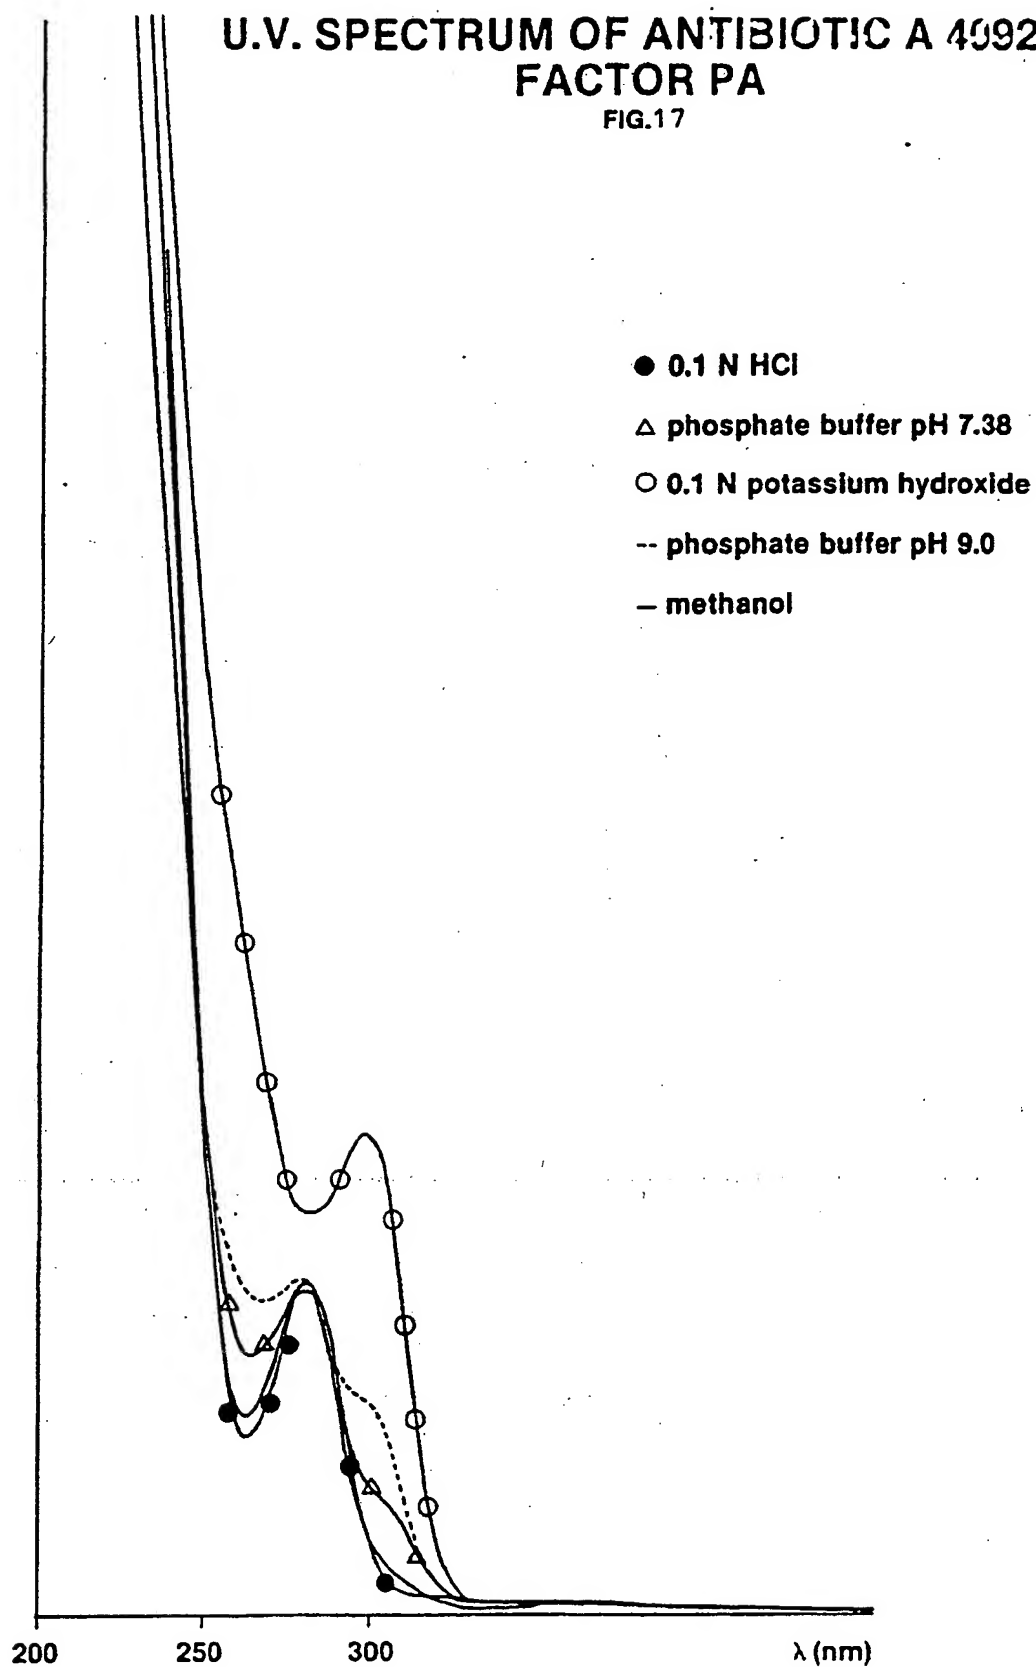 U.V. SPECTRUM OF ANTIBIOTIC A 4092
FACTOR PA
FIG.17
● 0.1 N HCl
△ phosphate buffer pH 7.38
○ 0.1 N potassium hydroxide
-- phosphate buffer pH 9.0
— methanol
200 250 300 λ (nm)